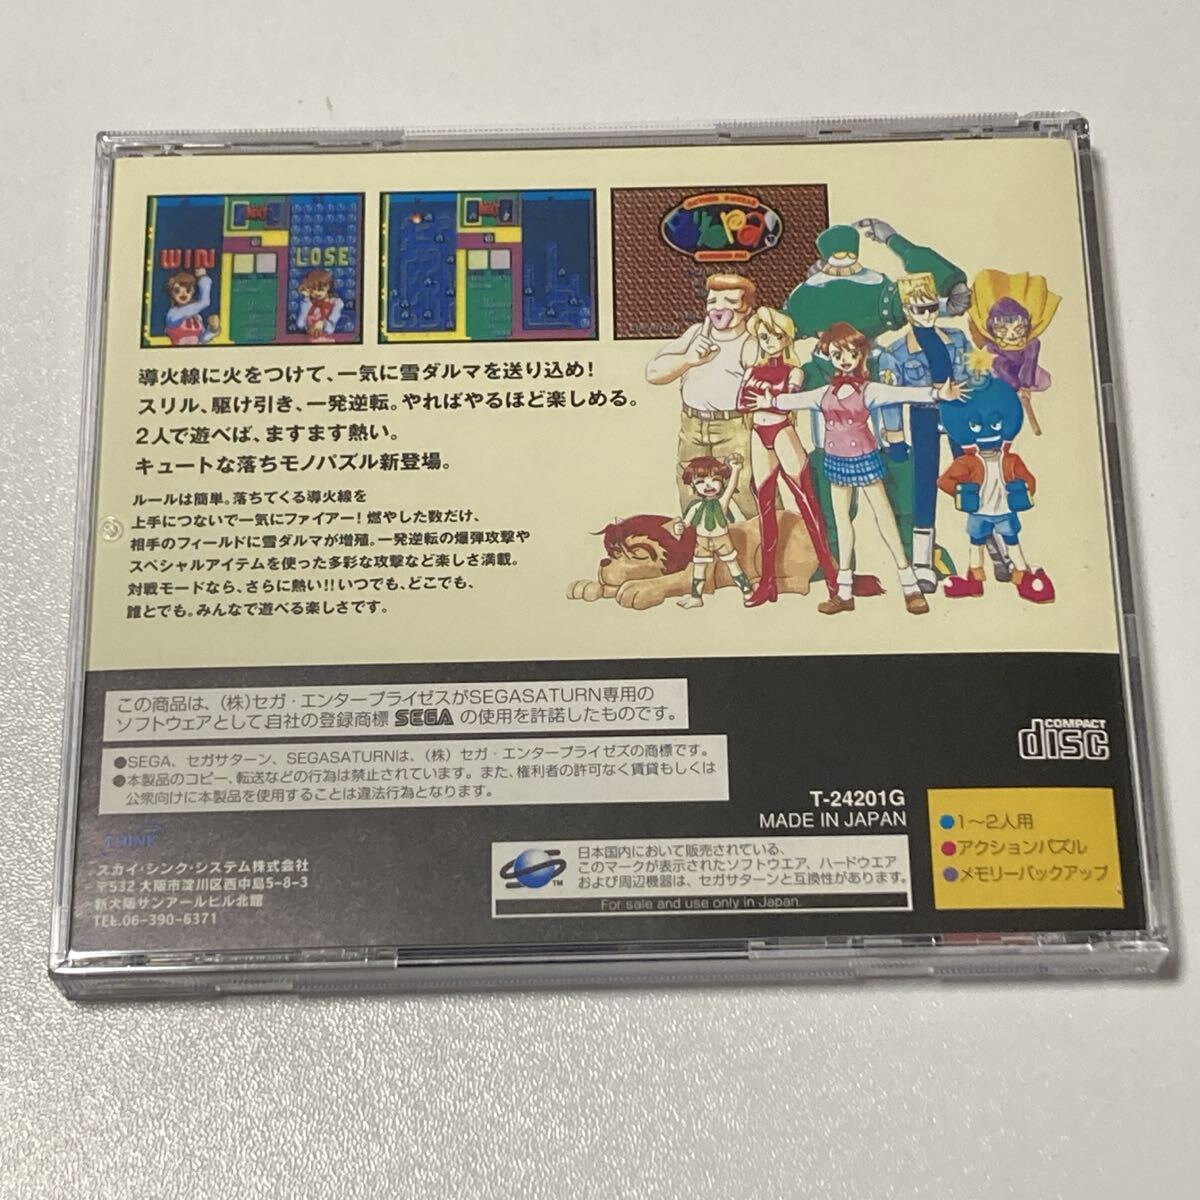 NEXT
WIN
LOSE
NEXT
ACTION PUZZLE
導火線に火をつけて、一気に雪ダルマを送り込め!
スリル、駆け引き、一発逆転。やればやるほど楽しめる。
2人で遊べば、ますます熱い。
キュートな落ちモノパズル新登場。
ルールは簡単。落ちてくる導火線を
上手につないで一気にファイアー! 燃やした数だけ、
相手のフィールドに雪ダルマが増殖。一発逆転の爆弾攻撃や
スペシャルアイテムを使った多彩な攻撃など楽しさ満載。
対戦モードなら、さらに熱い!! いつでも、どこでも、
誰とでも。みんなで遊べる楽しさです。
この商品は、(株)セガ・エンタープライゼスがSEGASATURN専用の
ソフトウェアとして自社の登録商標 SEGA の使用を許諾したものです。
●SEGA、セガサターン、SEGASATURNは、(株) セガ・エンタープライゼズの商標です。
●本製品のコピー、転送などの行為は禁止されています。また、権利者の許可なく賃貸もしくは
公衆向けに本製品を使用することは違法行為となります。
COMPACT
disc
T-24201G
MADE IN JAPAN
THINK
スカイ・シンク・システム株式会社
〒532 大阪市淀川区西中島5-8-3
新大阪サンアールビル北館
TEL.06-390-6371
TM
日本国内において販売されている、
このマークが表示されたソフトウエア、ハードウエア
および周辺機器は、セガサターンと互換性があります。
For sale and use only in Japan.
●1〜2人用
●アクションパズル
●メモリーバックアップ